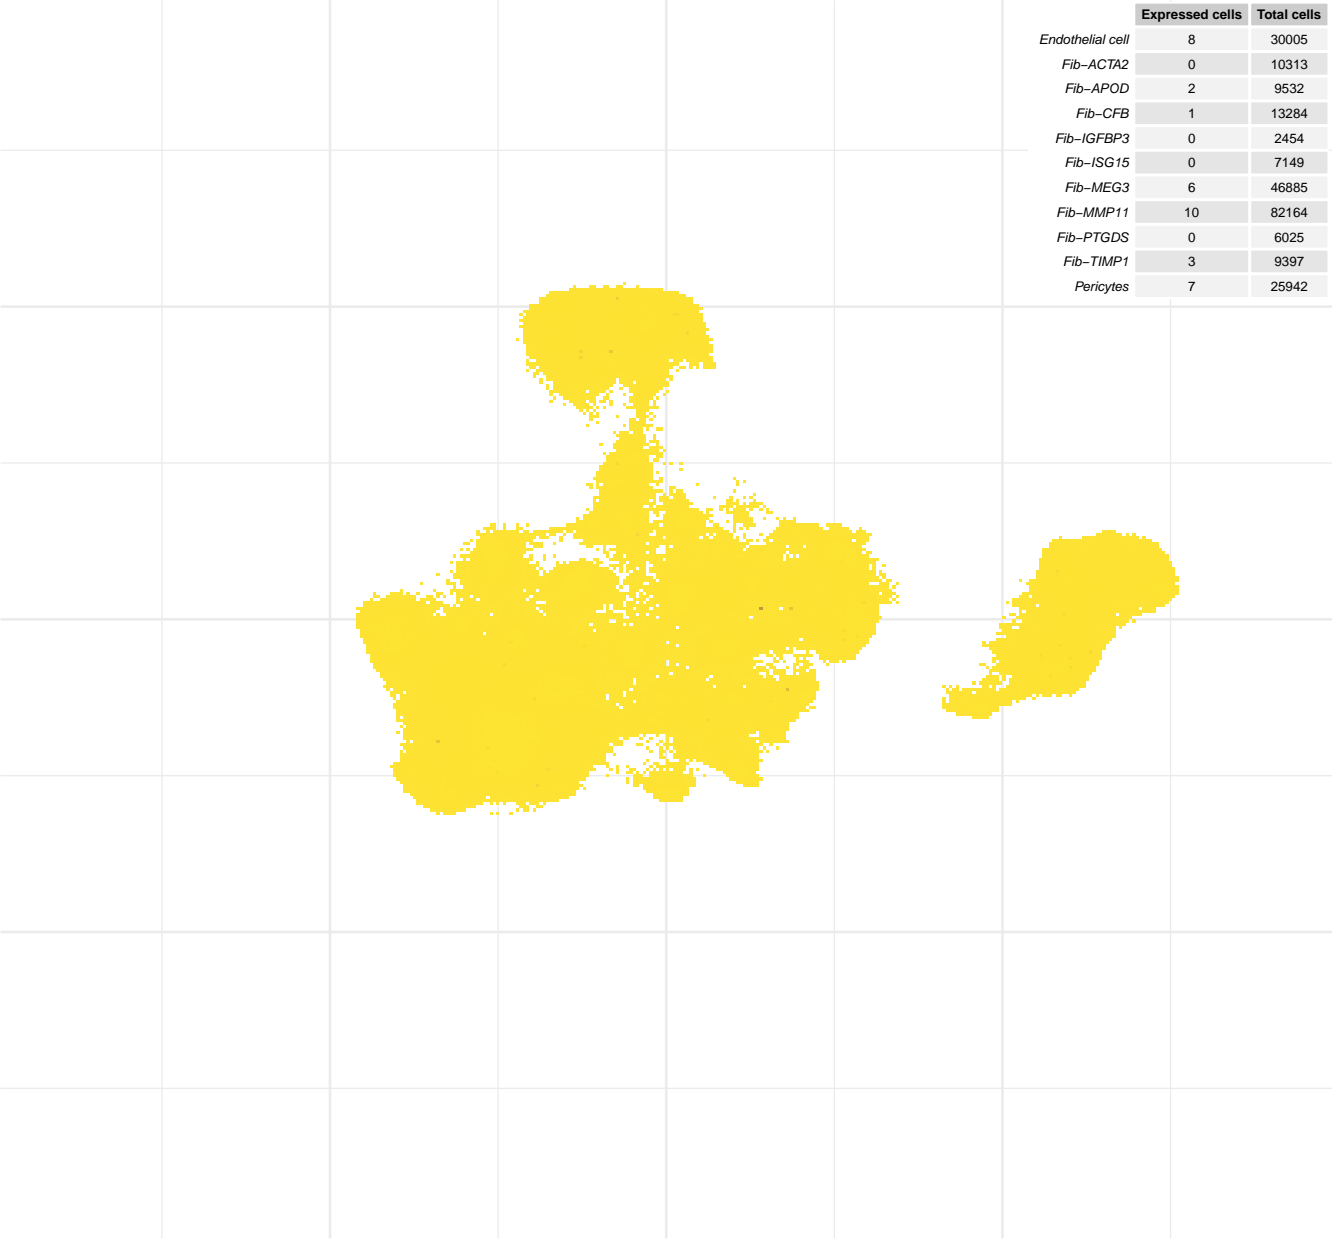 Expressed cells Total cells
Endothelial cell 8 30005
Fib−ACTA2 0 10313
Fib−APOD 2 9532
Fib−CFB 1 13284
Fib−IGFBP3 0 2454
Fib−ISG15 0 7149
Fib−MEG3 6 46885
Fib−MMP11 10 82164
Fib−PTGDS 0 6025
Fib−TIMP1 3 9397
Pericytes 7 25942